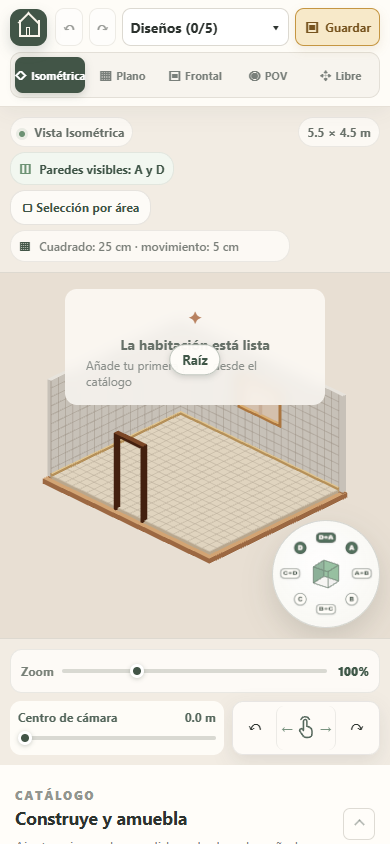 Diseños (0/5)
Guardar
Isométrica
Plano
Frontal
POV
Libre
Vista Isométrica
5.5 × 4.5 m
Paredes visibles: A y D
Selección por área
Cuadrado: 25 cm · movimiento: 5 cm
La habitación está lista
Raíz
Añade tu primer desde el
catálogo
D+A
D
A
C+D
A+B
C
B
B+C
Zoom
100%
Centro de cámara
0.0 m
CATÁLOGO
Construye y amuebla